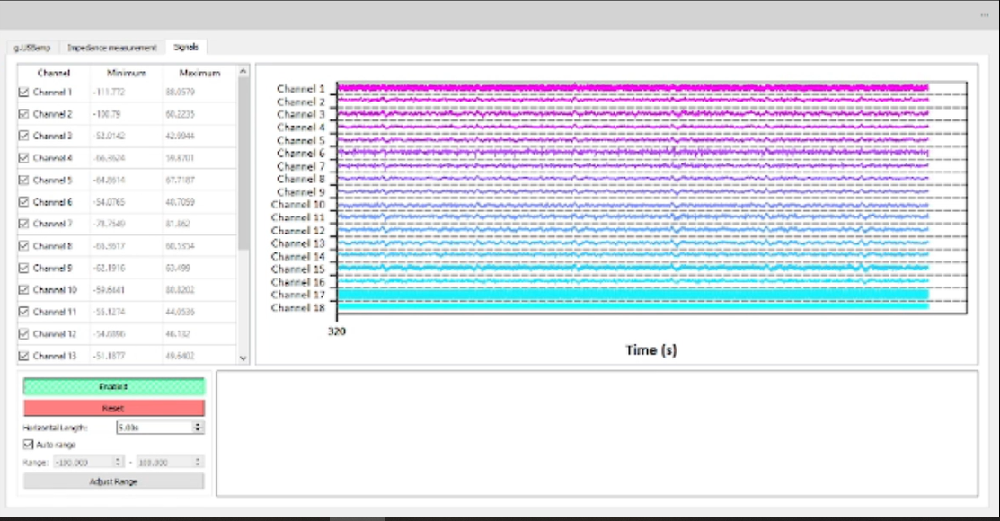 ...
g.USBamp Impedance measurement Signals
Channel Minimum Maximum
Channel 1 -111.772 88.0579
Channel 2 -100.79 60.2235
Channel 3 -52.0142 42.9944
Channel 4 -66.3624 59.8701
Channel 5 -64.8614 67.7187
Channel 6 -54.0765 40.7059
Channel 7 -78.7549 81.862
Channel 8 -65.3617 60.5354
Channel 9 -62.1916 63.499
Channel 10 -59.6441 80.8202
Channel 11 -55.1274 44.0536
Channel 12 -54.6896 46.132
Channel 13 -51.1877 49.6402
Channel 1
Channel 2
Channel 3
Channel 4
Channel 5
Channel 6
Channel 7
Channel 8
Channel 9
Channel 10
Channel 11
Channel 12
Channel 13
Channel 14
Channel 15
Channel 16
Channel 17
Channel 18
320
Time (s)
Enabled
Reset
Horizontal Length: 5.00s
Auto range
Range: -100.000 - 100.000
Adjust Range